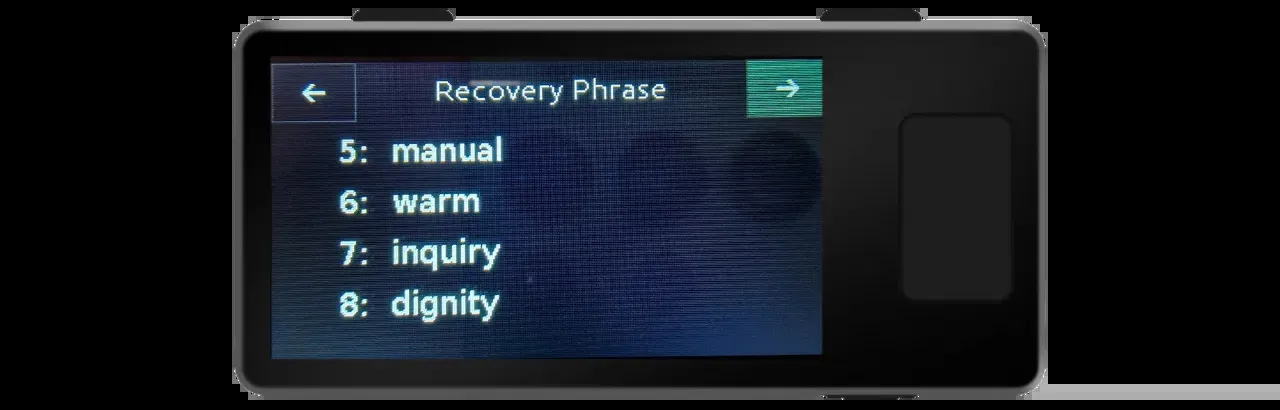 ← Recovery Phrase →
5: manual
6: warm
7: inquiry
8: dignity